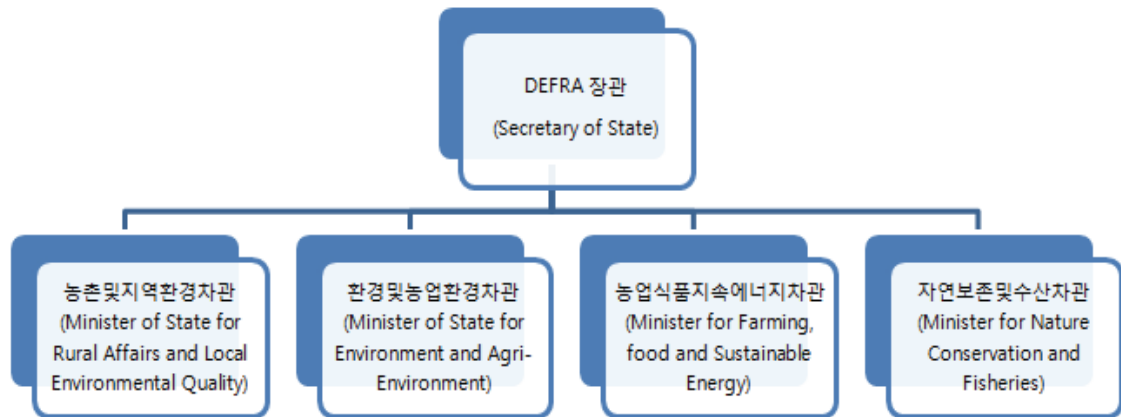 DEFRA 장관
(Secretary of State)
농촌및지역환경차관
(Minister of State for
Rural Affairs and Local
Environmental Quality)
환경및농업환경차관
(Minister of State for
Environment and Agri-
Environment)
농업식품지속에너지차관
(Minister for Farming,
food and Sustainable
Energy)
자연보존및수산차관
(Minister for Nature
Conservation and
Fisheries)